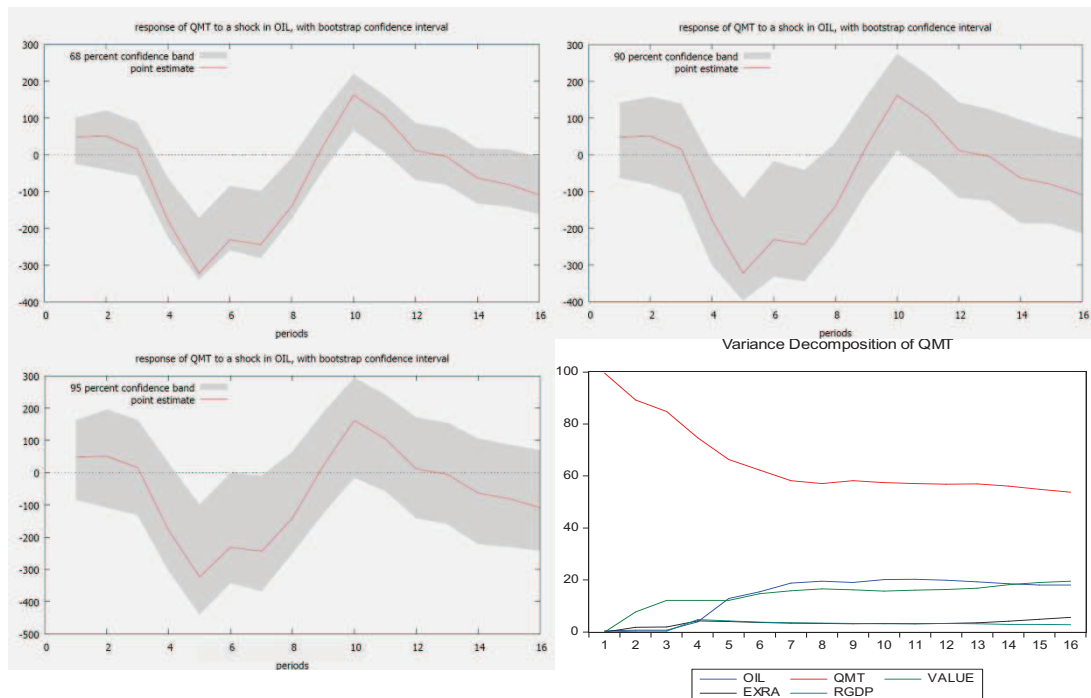 response of QMT to a shock in OIL, with bootstrap confidence interval
68 percent confidence band
point estimate
300
200
100
0
-100
-200
-300
-400
0 2 4 6 8 10 12 14 16
periods
response of QMT to a shock in OIL, with bootstrap confidence interval
90 percent confidence band
point estimate
300
200
100
0
-100
-200
-300
-400
0 2 4 6 8 10 12 14 16
periods
response of QMT to a shock in OIL, with bootstrap confidence interval
95 percent confidence band
point estimate
300
200
100
0
-100
-200
-300
-400
-500
0 2 4 6 8 10 12 14 16
periods
Variance Decomposition of QMT
100
80
60
40
20
0
1 2 3 4 5 6 7 8 9 10 11 12 13 14 15 16
OIL QMT VALUE
EXRA RGDP